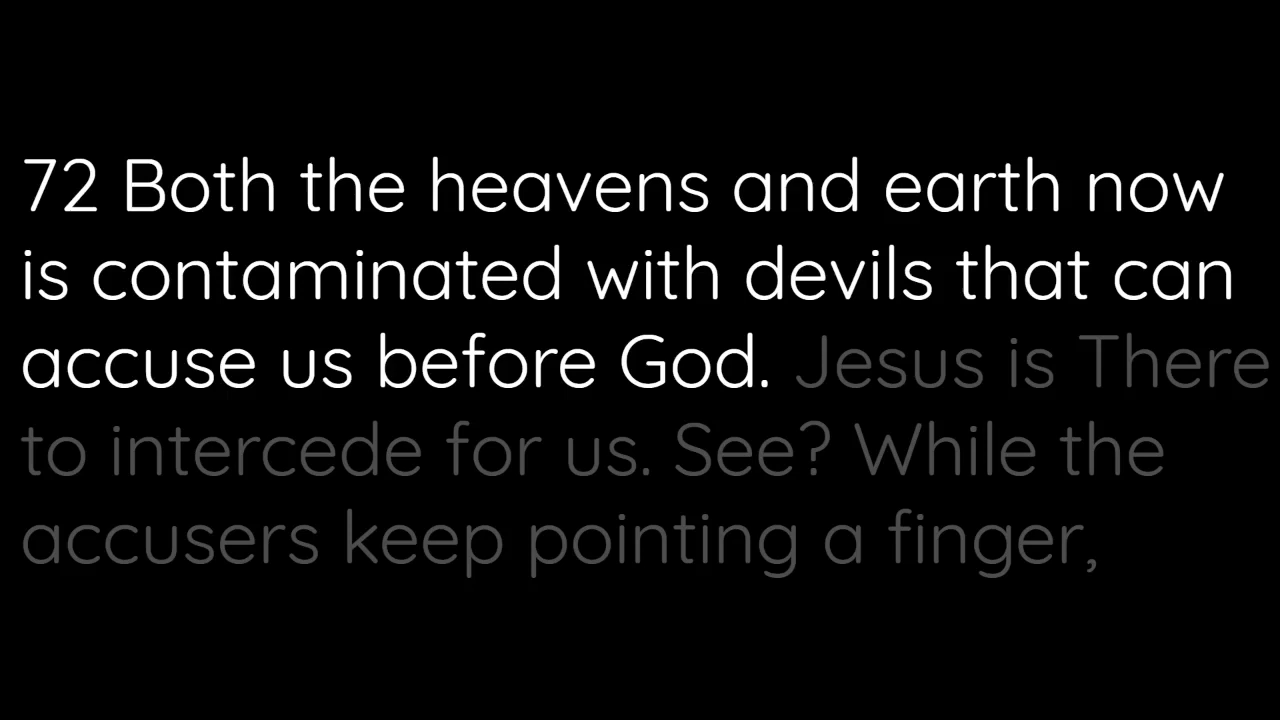 72 Both the heavens and earth now
is contaminated with devils that can
accuse us before God. Jesus is There
to intercede for us. See? While the
accusers keep pointing a finger,